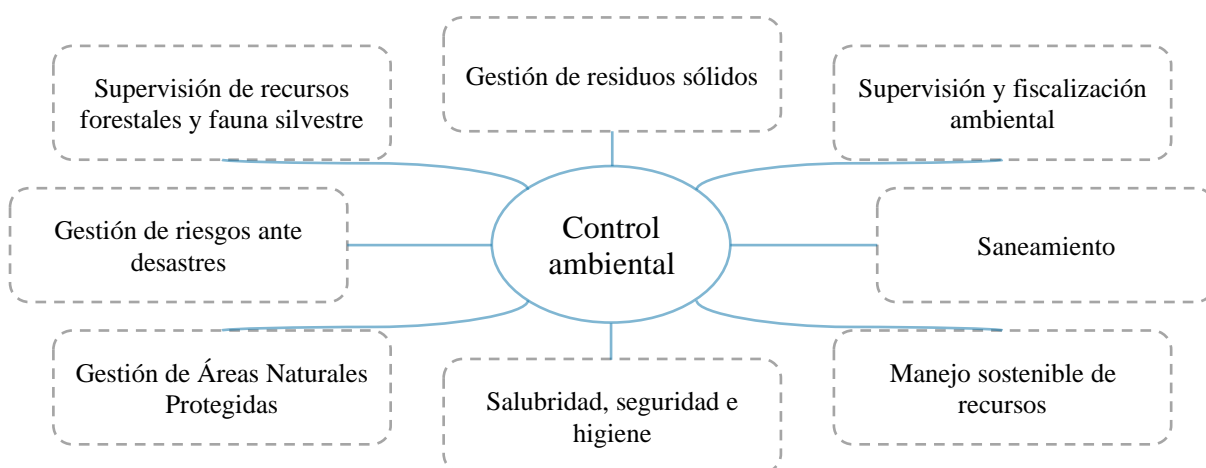 Gestión de residuos sólidos
Supervisión de recursos
forestales y fauna silvestre
Supervisión y fiscalización
ambiental
Gestión de riesgos ante
desastres
Control
ambiental
Saneamiento
Gestión de Áreas Naturales
Protegidas
Salubridad, seguridad e
higiene
Manejo sostenible de
recursos